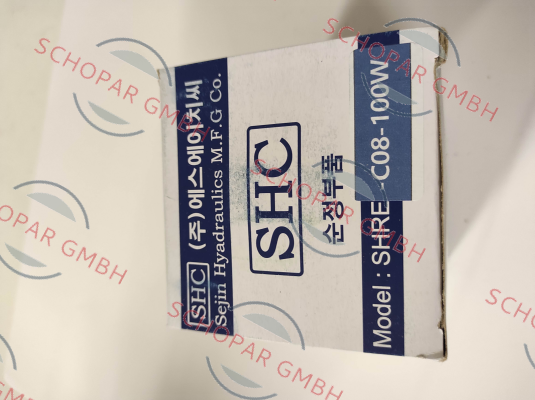 SHC (주)에스에이치씨
Sejin Hyadraulics M.F.G Co.
SHC
순정부품
Model : SHRE - C08-100W
SCHOPAR GMBH
SCHOPAR GMBH
SCHOPAR GMBH
SCHOPAR GMBH
SCHOPAR GMBH
SCHOPAR GMBH